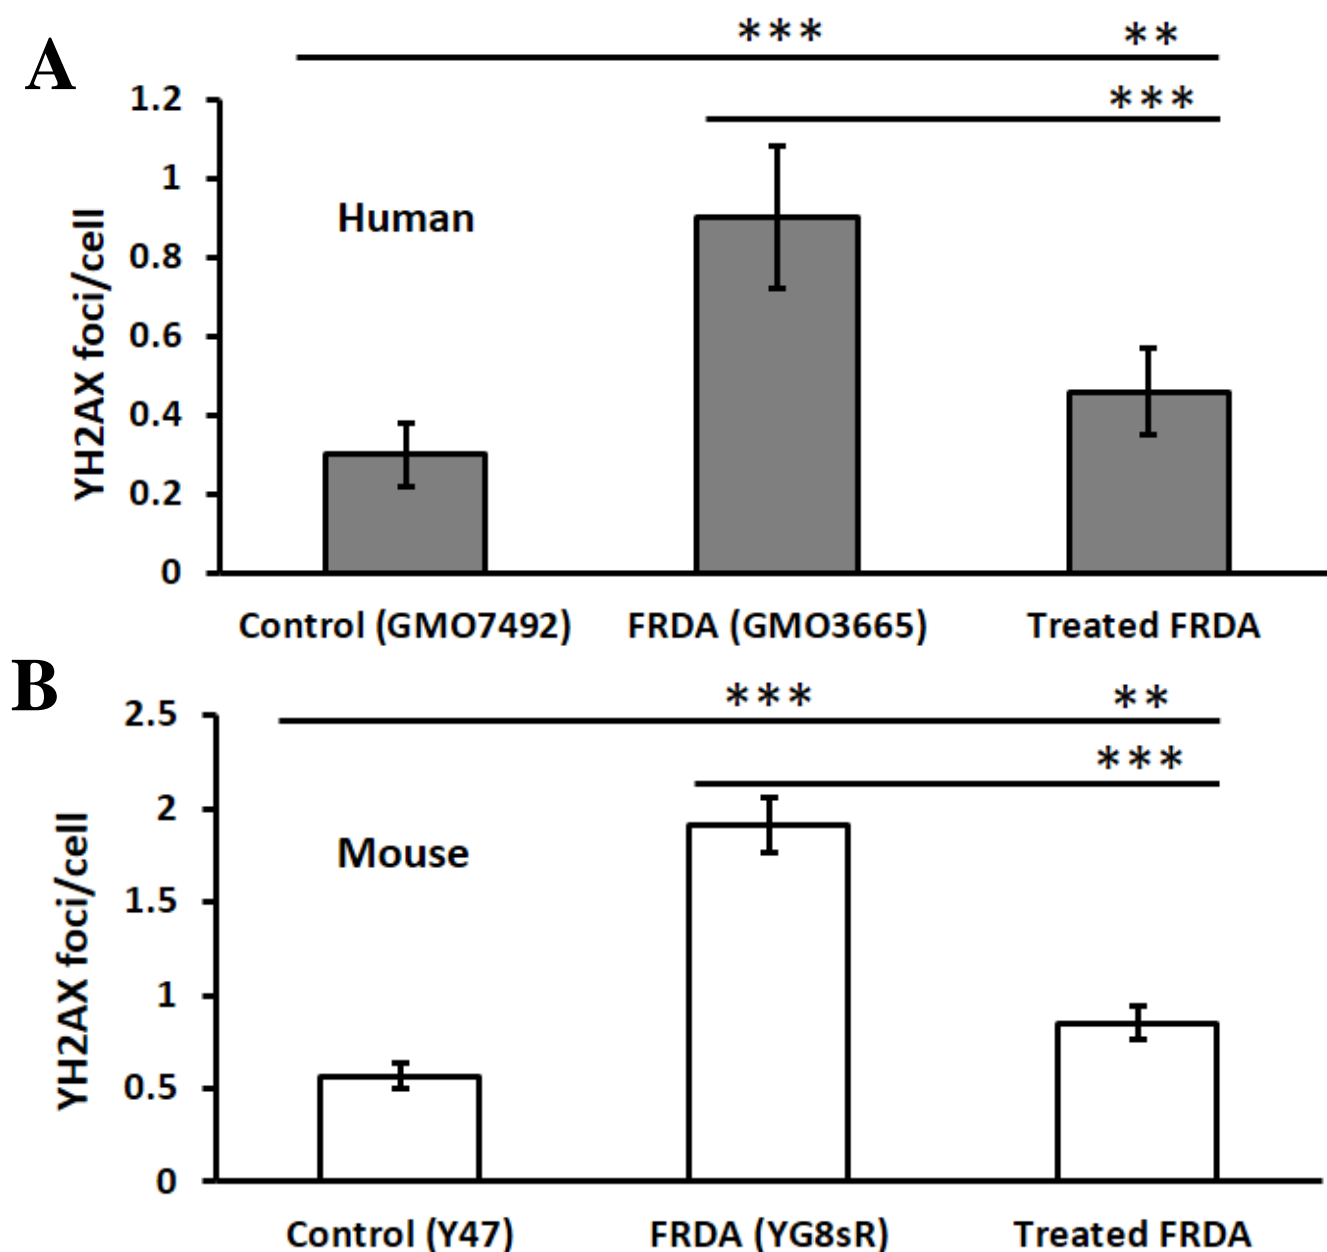 A
*** **
***
1.2
1
0.8
0.6
0.4
0.2
0
YH2AX foci/cell
Human
Control (GMO7492) FRDA (GMO3665) Treated FRDA
B
*** **
***
2.5
2
1.5
1
0.5
0
YH2AX foci/cell
Mouse
Control (Y47) FRDA (YG8sR) Treated FRDA